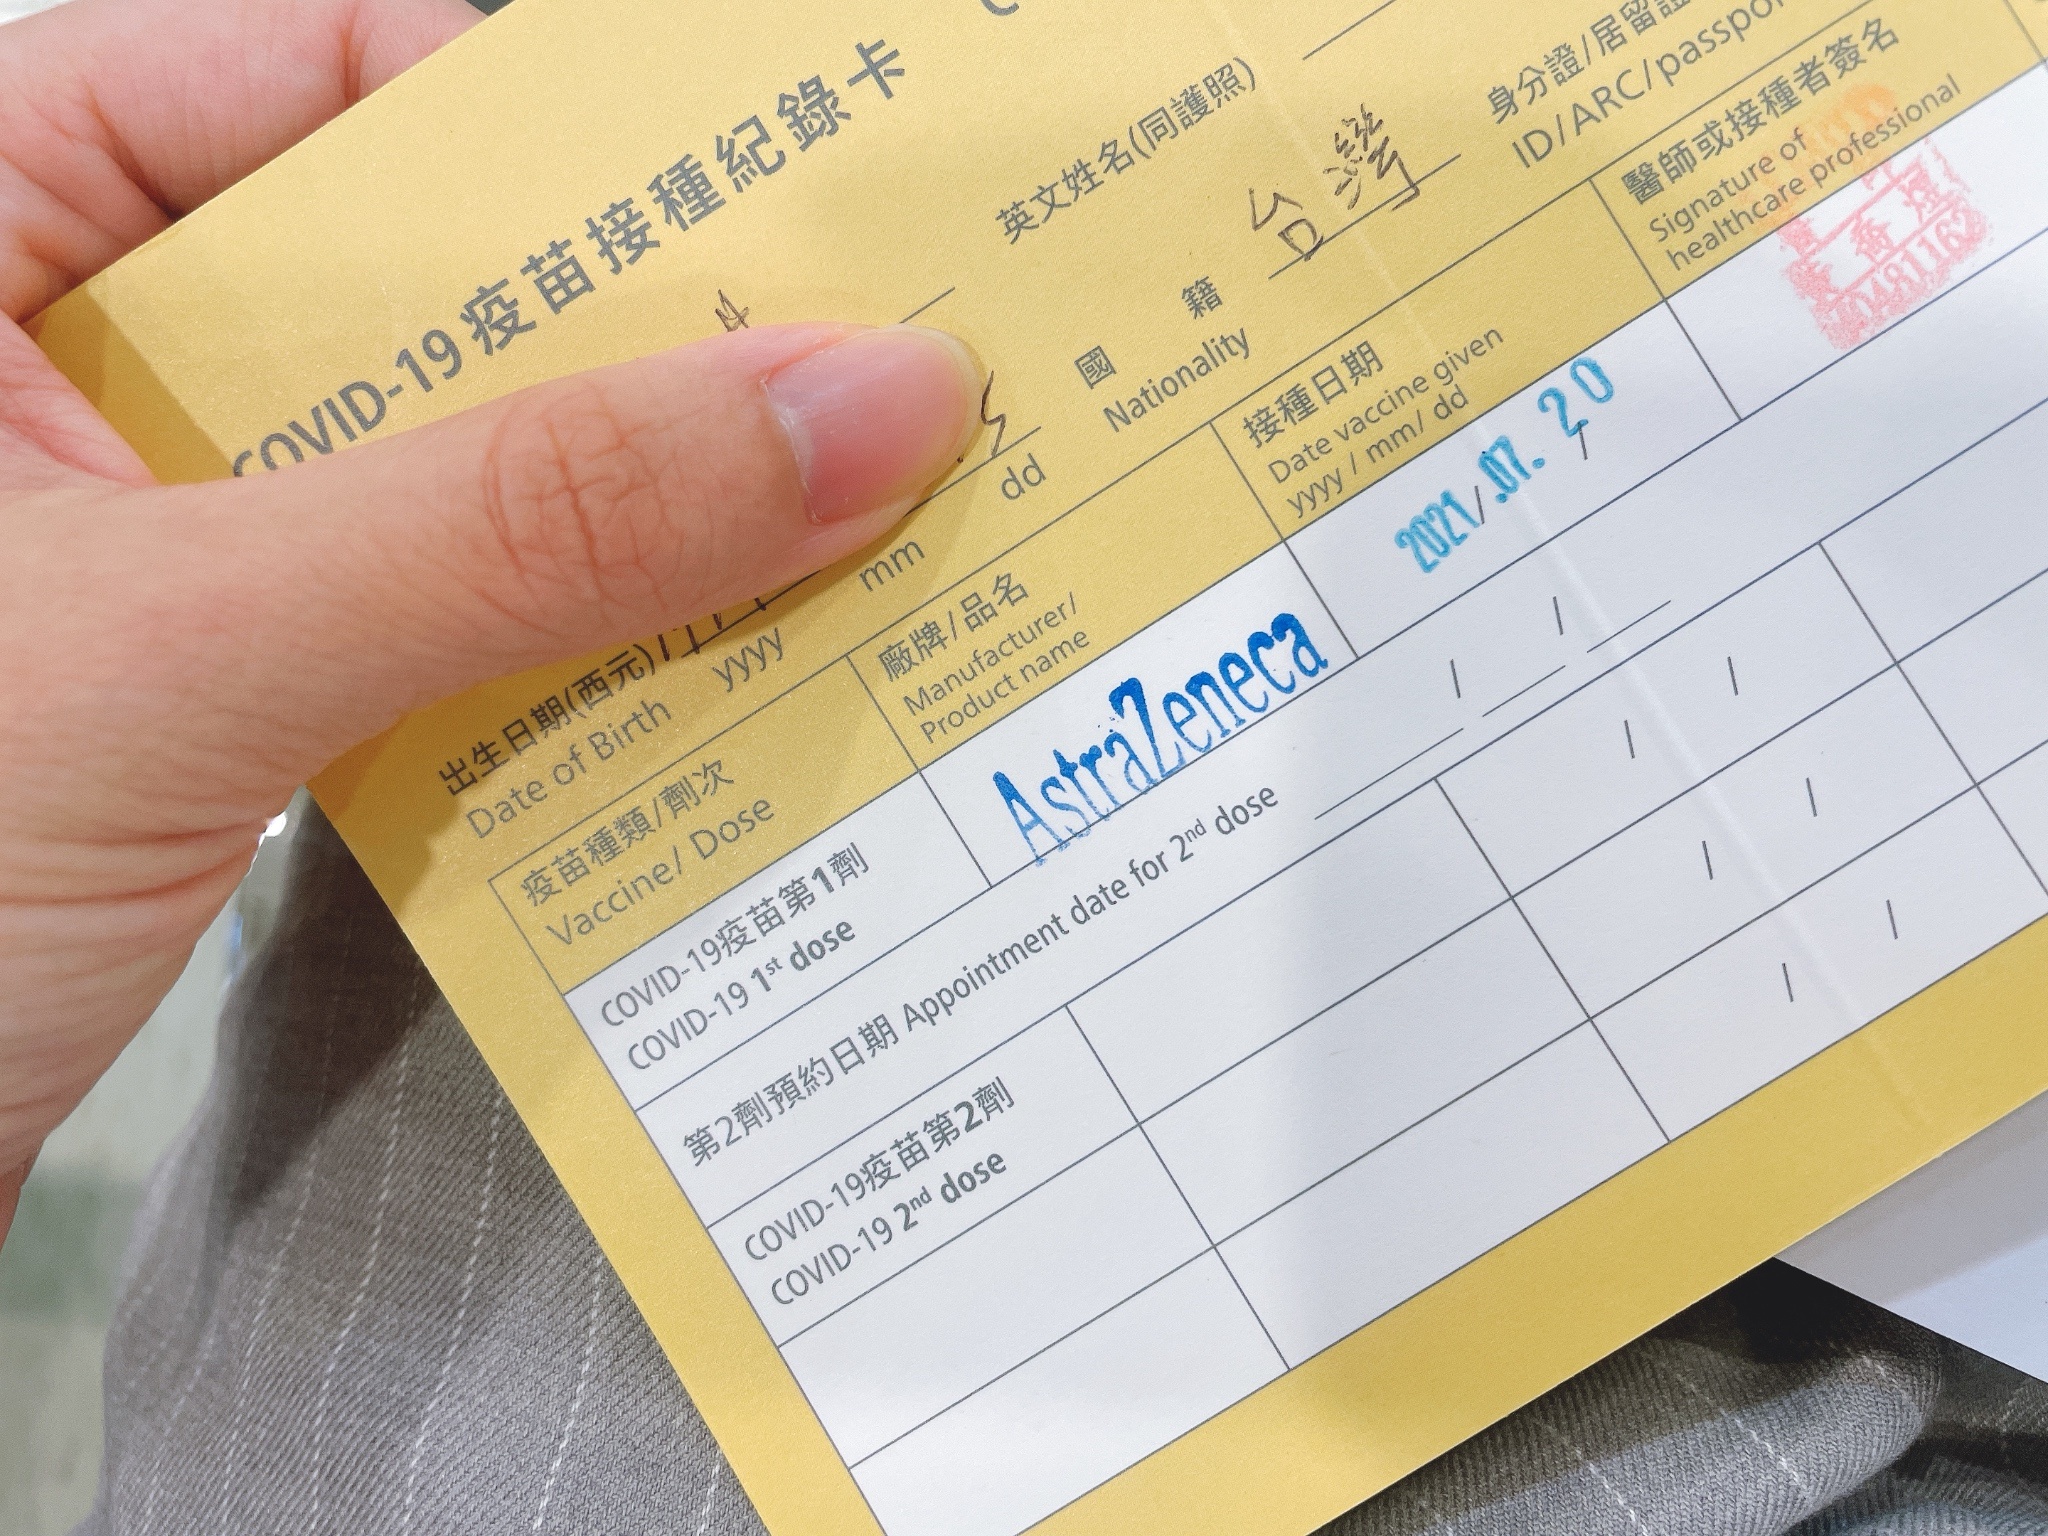 COVID-19疫苗接種紀錄卡
英文姓名(同護照)
身分證/居留證
ID/ARC/passpor
出生日期(西元)
Date of Birth
yyyy mm dd
國籍 台灣
Nationality
疫苗種類/劑次
Vaccine/ Dose
廠牌/品名
Manufacturer/
Product name
接種日期
Date vaccine given
yyyy / mm/ dd
醫師或接種者簽名
Signature of
healthcare professional
COVID-19疫苗第1劑
COVID-19 1st dose
AstraZeneca
2021/.07./20
048116
第2劑預約日期 Appointment date for 2nd dose / /
COVID-19疫苗第2劑
COVID-19 2nd dose
/ /
/ /
/ /